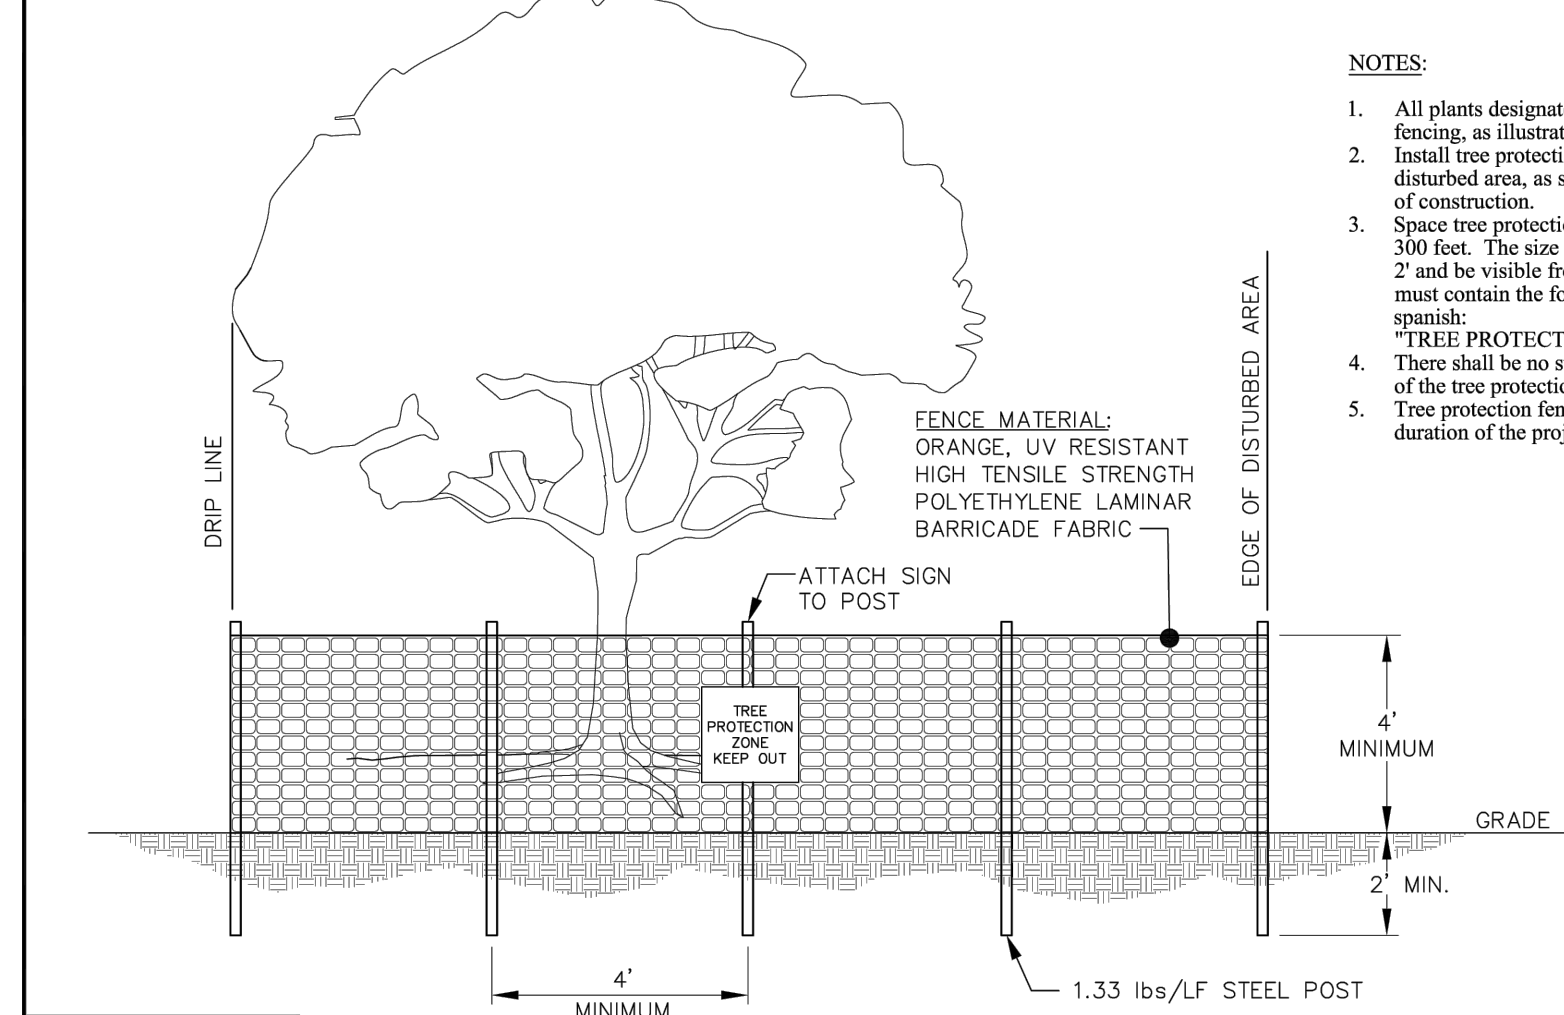 NOTES:
1. All plants designat
fencing, as illustrat
2. Install tree protecti
disturbed area, as s
of construction.
3. Space tree protecti
300 feet. The size
2' and be visible fr
must contain the fo
spanish:
"TREE PROTECT
4. There shall be no s
of the tree protectio
5. Tree protection fen
duration of the proj
DRIP LINE
EDGE OF DISTURBED AREA
FENCE MATERIAL:
ORANGE, UV RESISTANT
HIGH TENSILE STRENGTH
POLYETHYLENE LAMINAR
BARRICADE FABRIC
ATTACH SIGN
TO POST
TREE
PROTECTION
ZONE
KEEP OUT
4'
MINIMUM
GRADE
2' MIN.
4'
MINIMUM
1.33 lbs/LF STEEL POST